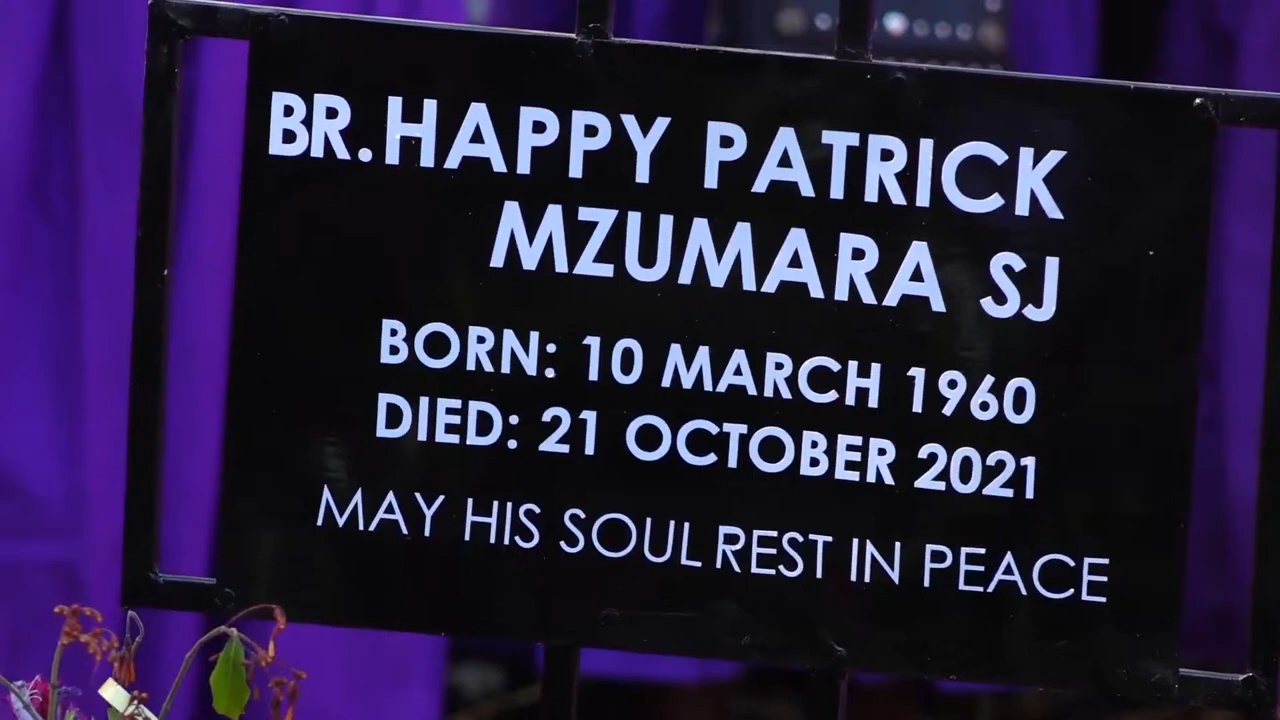 BR.HAPPY PATRICK
MZUMARA SJ
BORN: 10 MARCH 1960
DIED: 21 OCTOBER 2021
MAY HIS SOUL REST IN PEACE